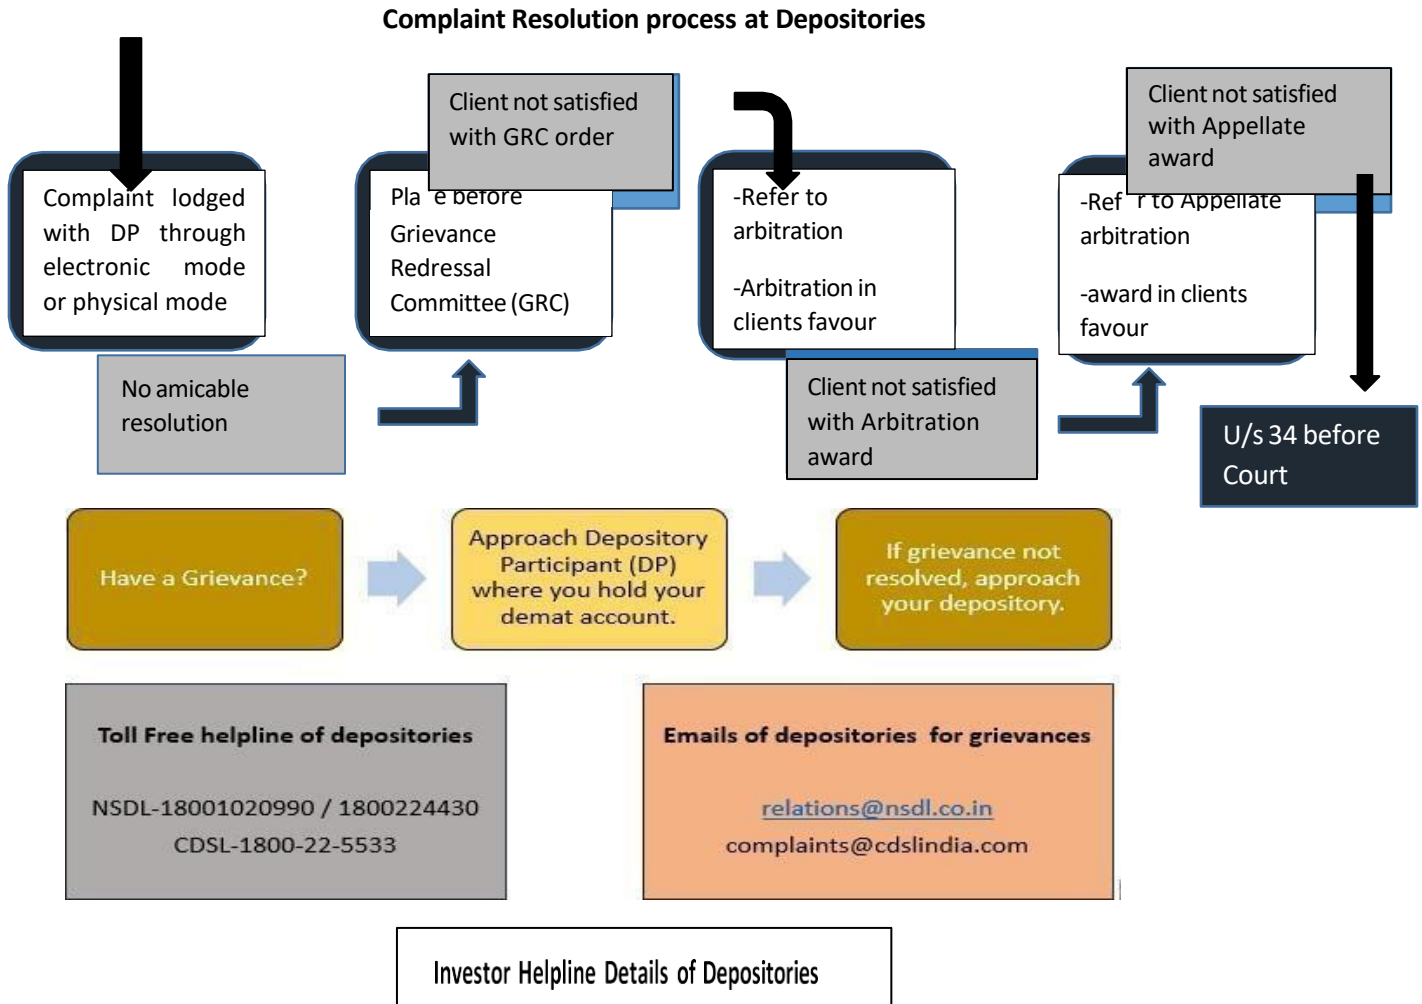 Complaint Resolution process at Depositories
Complaint lodged
with DP through
electronic mode
or physical mode
No amicable
resolution
Pla e before
Grievance
Redressal
Committee (GRC)
Client not satisfied
with GRC order
-Refer to
arbitration
-Arbitration in
clients favour
Client not satisfied
with Arbitration
award
-Ref r to Appellate
arbitration
-award in clients
favour
Client not satisfied
with Appellate
award
U/s 34 before
Court
Have a Grievance?
Approach Depository
Participant (DP)
where you hold your
demat account.
If grievance not
resolved, approach
your depository.
Toll Free helpline of depositories
NSDL-18001020990 / 1800224430
CDSL-1800-22-5533
Emails of depositories for grievances
relations@nsdl.co.in
complaints@cdslindia.com
Investor Helpline Details of Depositories